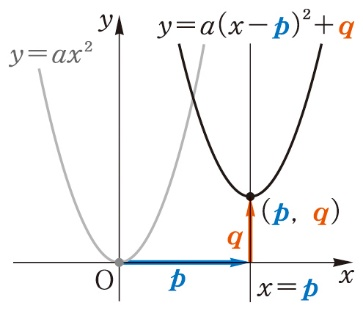 y
y=a(x−p)²+q
y=ax²
(p, q)
q
O
p
x=p
x